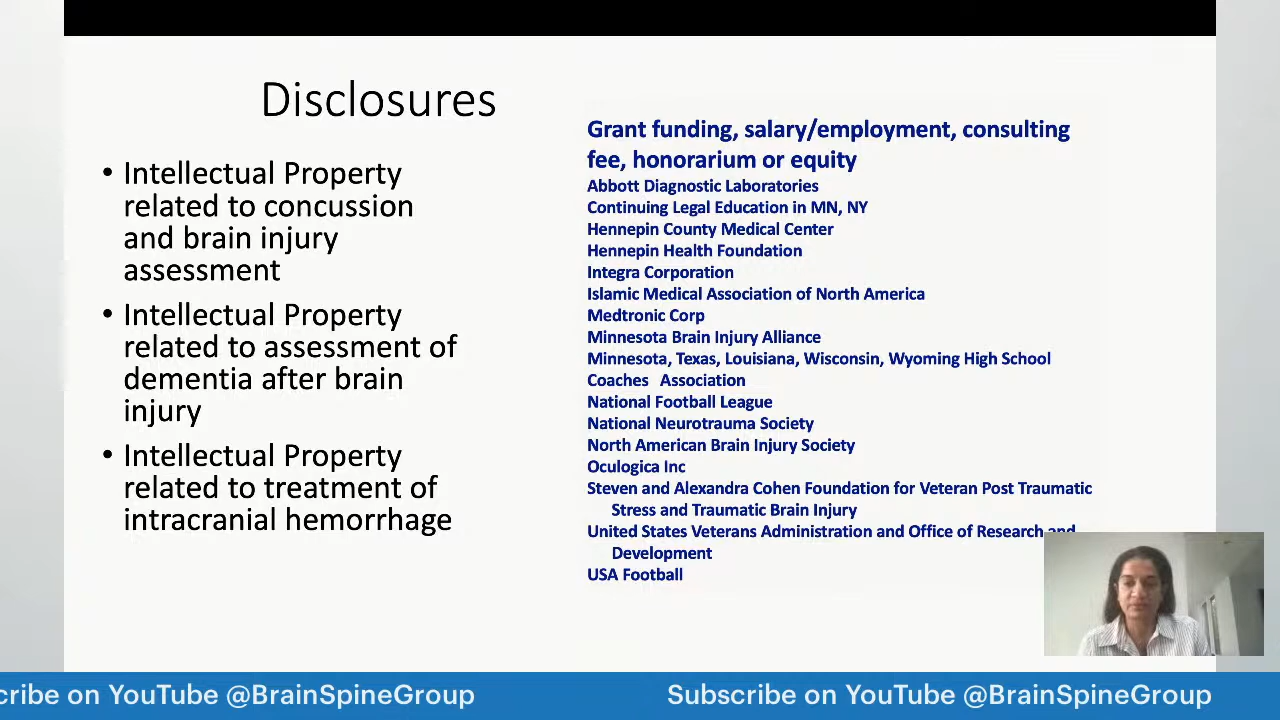 Disclosures
• Intellectual Property
related to concussion
and brain injury
assessment
• Intellectual Property
related to assessment of
dementia after brain
injury
• Intellectual Property
related to treatment of
intracranial hemorrhage
Grant funding, salary/employment, consulting
fee, honorarium or equity
Abbott Diagnostic Laboratories
Continuing Legal Education in MN, NY
Hennepin County Medical Center
Hennepin Health Foundation
Integra Corporation
Islamic Medical Association of North America
Medtronic Corp
Minnesota Brain Injury Alliance
Minnesota, Texas, Louisiana, Wisconsin, Wyoming High School
Coaches Association
National Football League
National Neurotrauma Society
North American Brain Injury Society
Oculogica Inc
Steven and Alexandra Cohen Foundation for Veteran Post Traumatic
Stress and Traumatic Brain Injury
United States Veterans Administration and Office of Research and
Development
USA Football
cribe on YouTube @BrainSpineGroup
Subscribe on YouTube @BrainSpineGroup